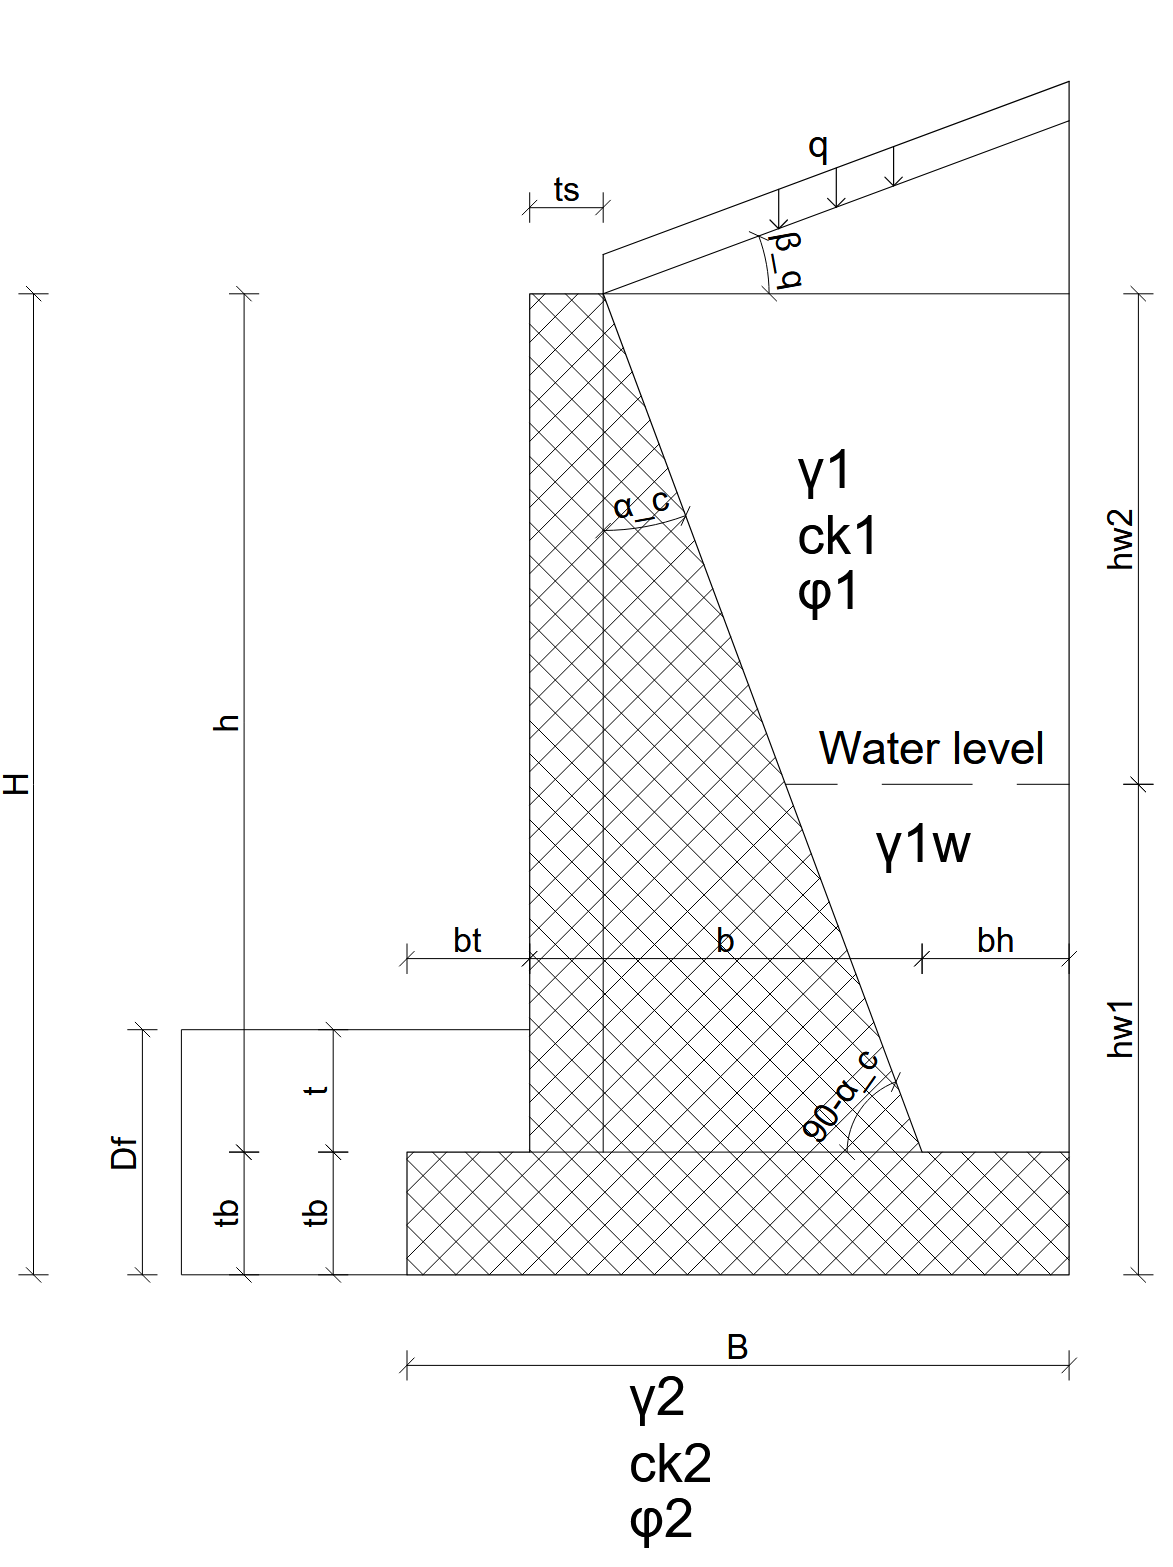 q
ts
β_q
γ1
ck1
φ1
α_c
hw2
h
H
Water level
γ1w
bt
b
bh
hw1
90-α_c
t
Df
tb
tb
B
γ2
ck2
φ2